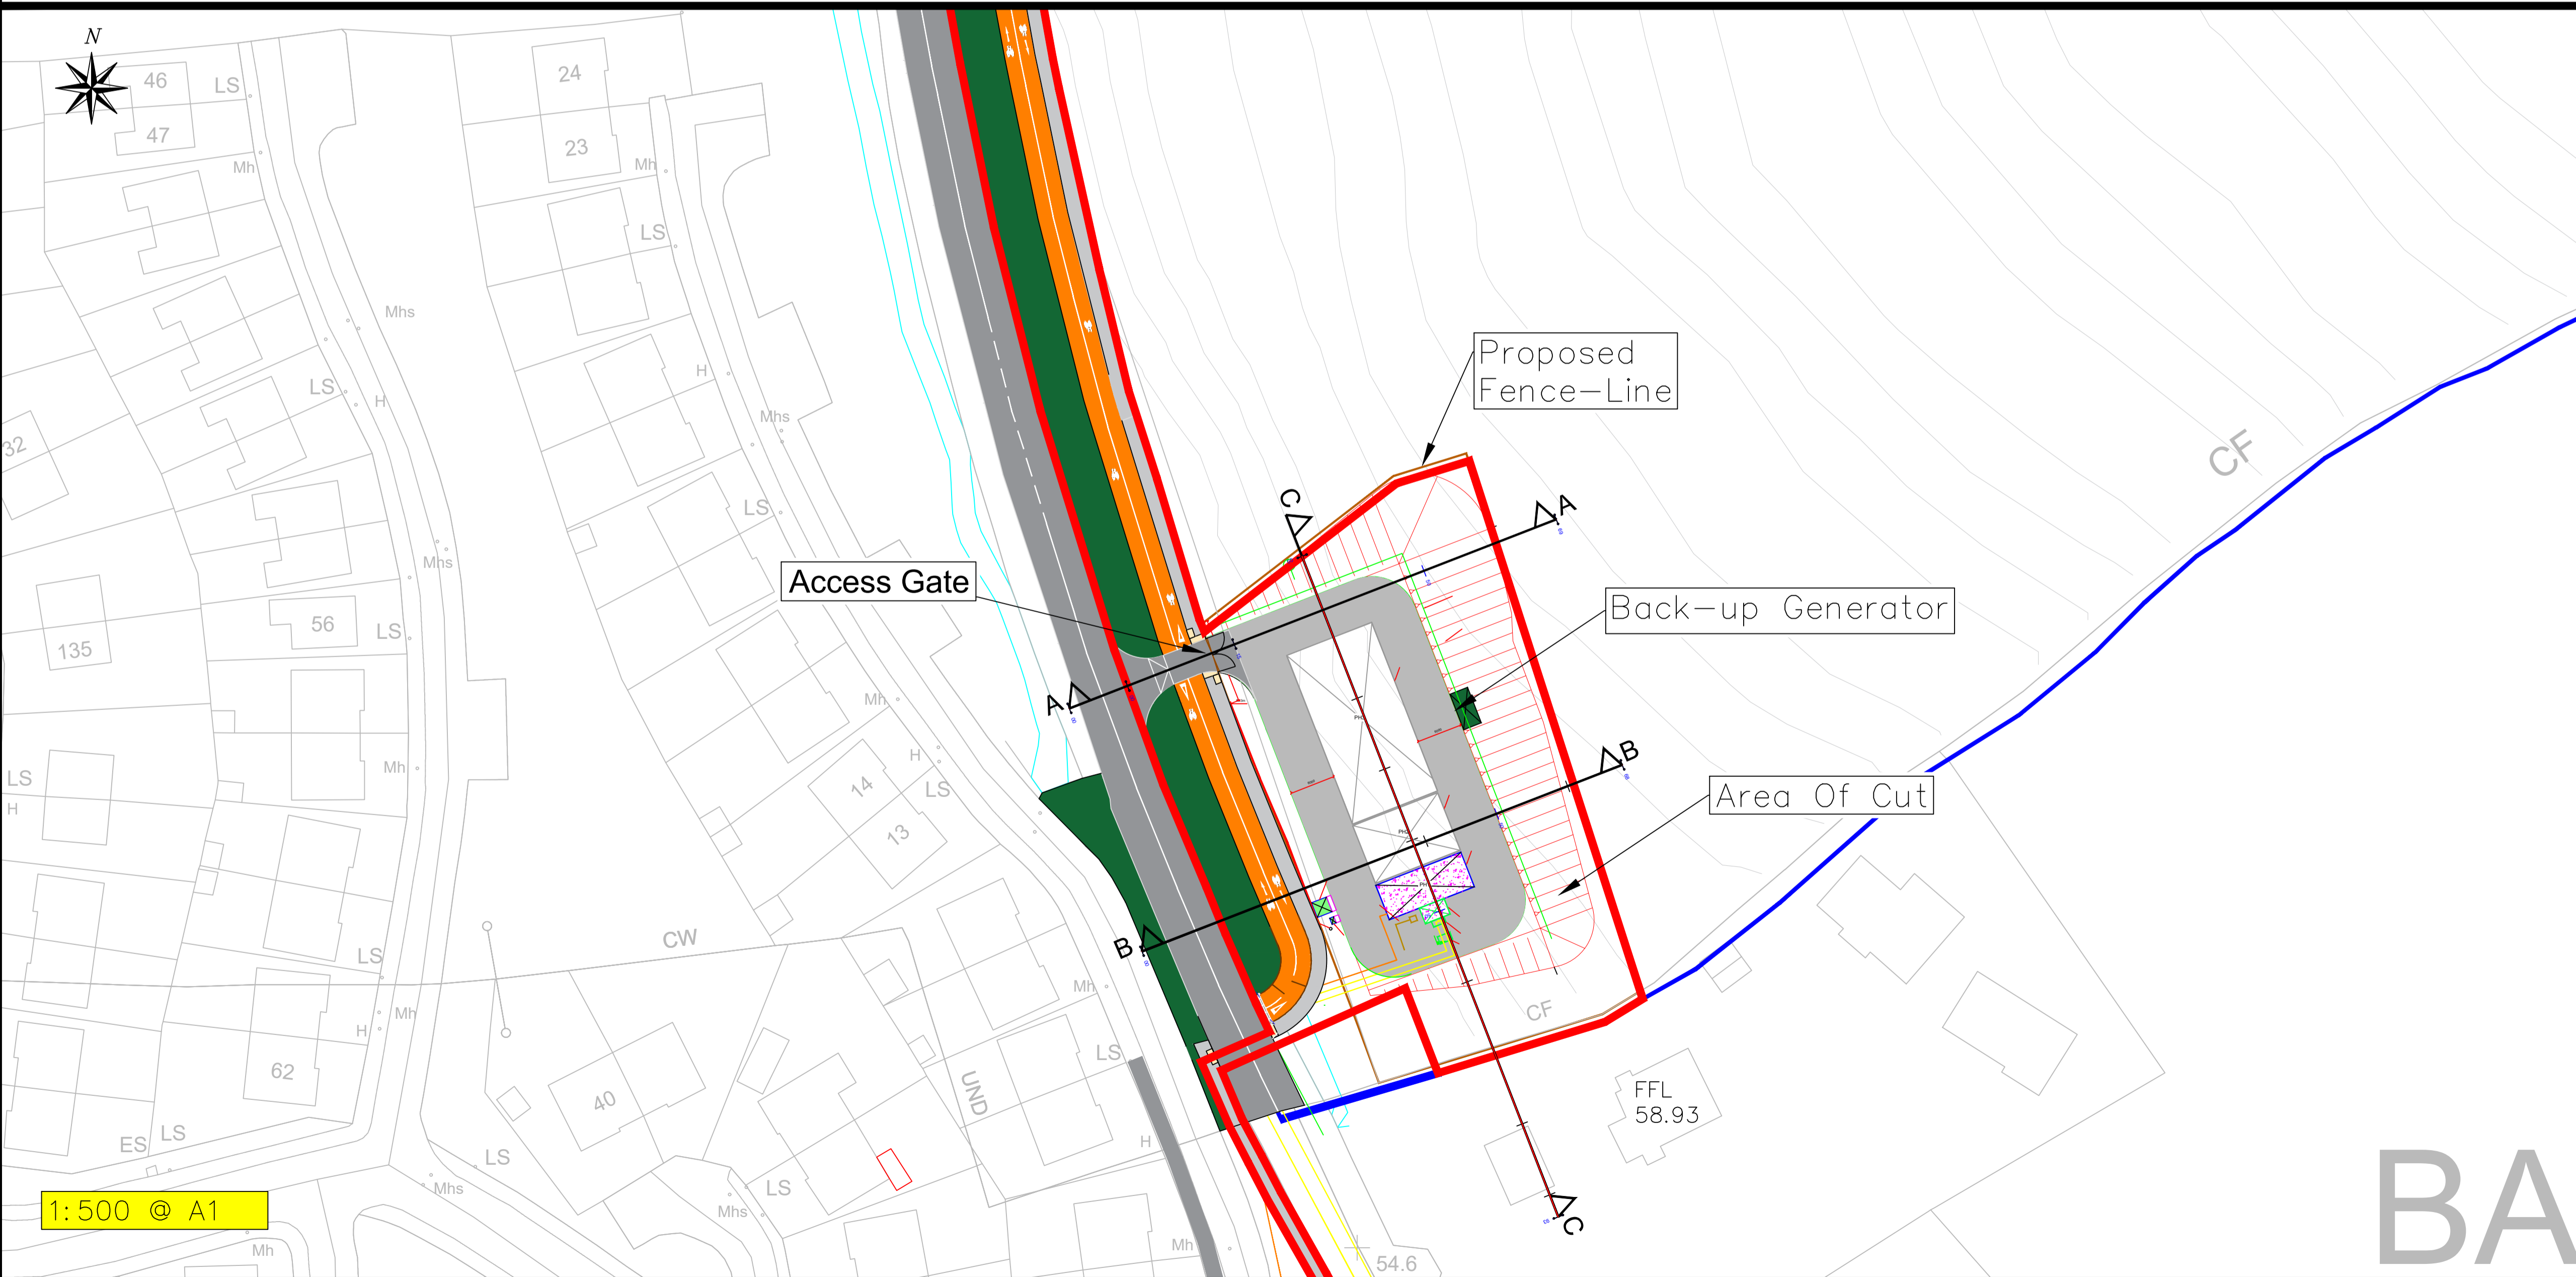 N
46
LS
47
Mh
24
23
Mh
LS
Mhs
LS
H
H
Mhs
32
LS
Mhs
135
56
LS
Proposed
Fence-Line
CF
C
A
Access Gate
Back-up Generator
A
Mh
H
14
LS
13
LS
H
Mh
B
Area Of Cut
PH2
PH1
B
CW
LS
Mh
Mh
H
CF
62
40
UND
LS
H
FFL
58.93
ES
LS
LS
Mhs
LS
Mhs
1:500 @ A1
Mh
Mh
C
54.6
BA